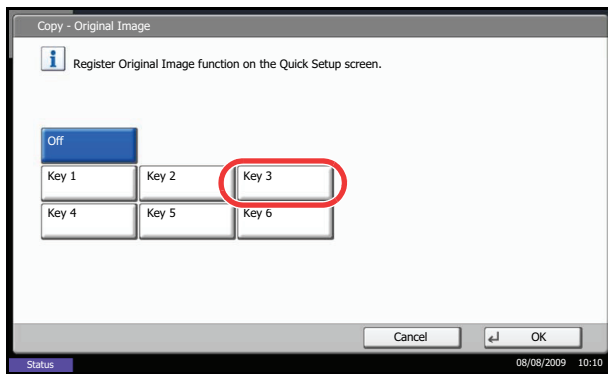 Copy - Original Image
Register Original Image function on the Quick Setup screen.
Off
Key 1 Key 2 Key 3
Key 4 Key 5 Key 6
Cancel OK
Status 08/08/2009 10:10